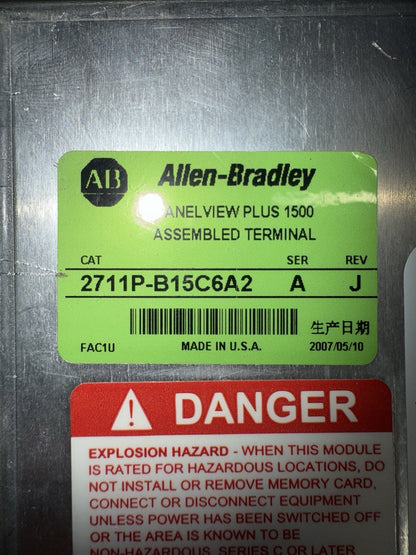 AB Allen-Bradley
ANELVIEW PLUS 1500
ASSEMBLED TERMINAL
CAT SER REV
2711P-B15C6A2 A J
生产日期
FAC1U MADE IN U.S.A. 2007/05/10
DANGER
EXPLOSION HAZARD - WHEN THIS MODULE
IS RATED FOR HAZARDOUS LOCATIONS, DO
NOT INSTALL OR REMOVE MEMORY CARD,
CONNECT OR DISCONNECT EQUIPMENT
UNLESS POWER HAS BEEN SWITCHED OFF
OR THE AREA IS KNOWN TO BE
NON-HAZARDOUS. SERIES C OR LATER